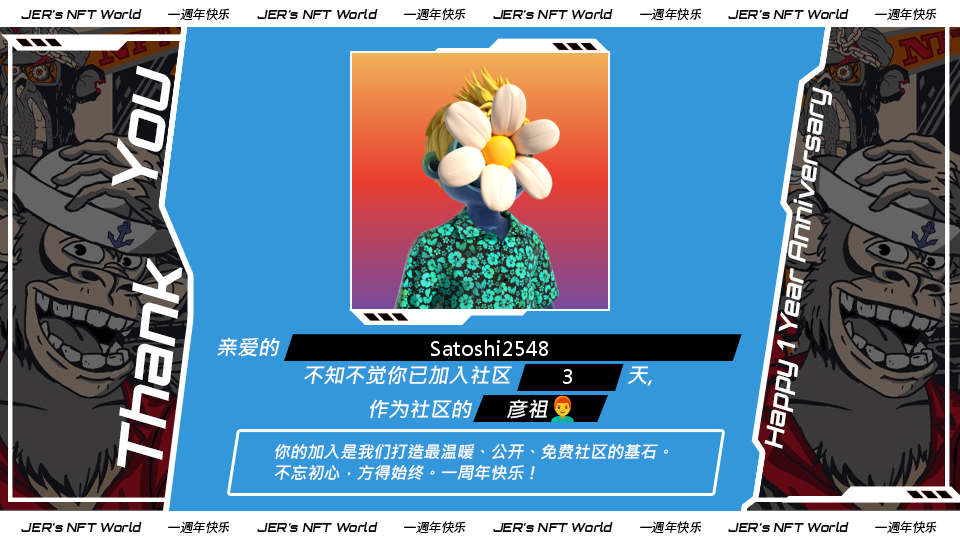 JER's NFT World 一週年快乐 JER's NFT World 一週年快乐 JER's NFT World 一週年快乐 JER's NFT World 一週年快乐
Thank You
亲爱的 Satoshi2548
不知不觉你已加入社区 3 天,
作为社区的 彦祖👨‍🦰
你的加入是我们打造最温暖、公开、免费社区的基石。
不忘初心，方得始终。一周年快乐！
Happy 1 Year Anniversary
JER's NFT World 一週年快乐 JER's NFT World 一週年快乐 JER's NFT World 一週年快乐 JER's NFT World 一週年快乐